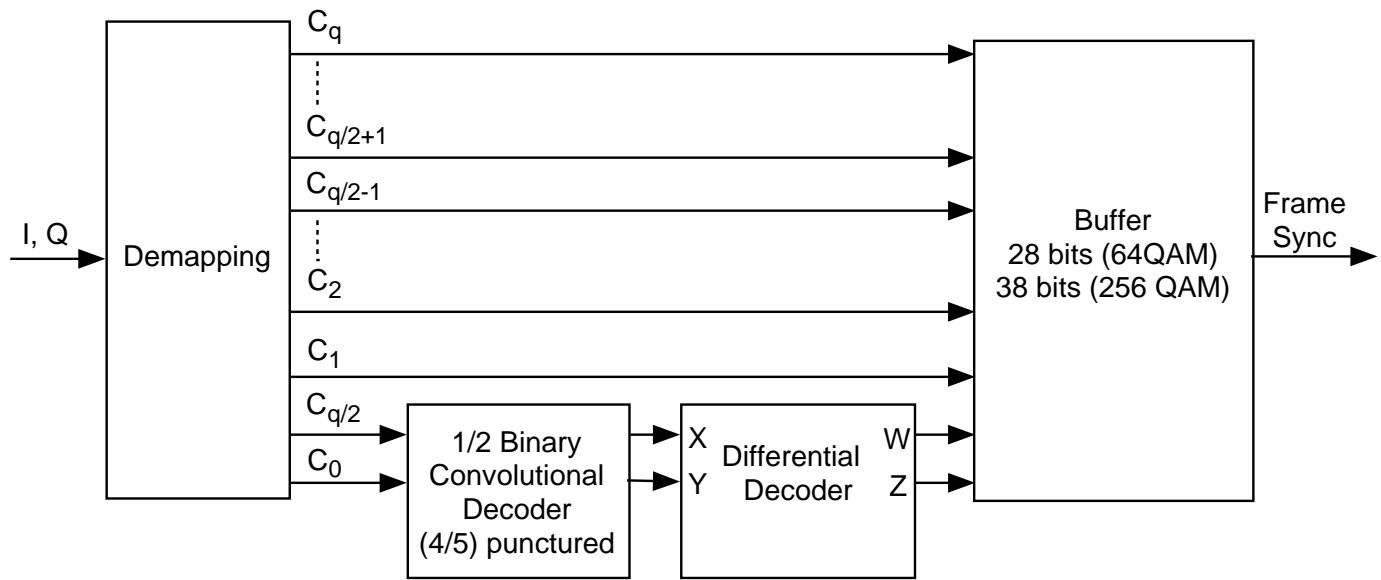 C_q
C_q/2+1
C_q/2-1
C_2
C_1
C_q/2
C_0
I, Q
Demapping
1/2 Binary
Convolutional
Decoder
(4/5) punctured
X
Y
Differential
Decoder
W
Z
Buffer
28 bits (64QAM)
38 bits (256 QAM)
Frame
Sync